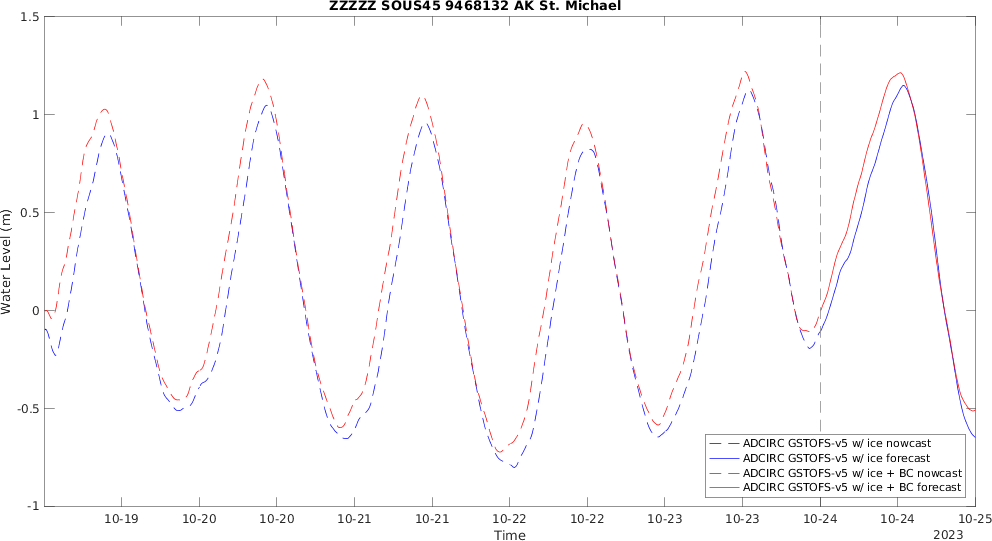 ZZZZZ SOUS45 9468132 AK St. Michael
1.5
1
0.5
0
-0.5
-1
Water Level (m)
ADCIRC GSTOFS-v5 w/ ice nowcast
ADCIRC GSTOFS-v5 w/ ice forecast
ADCIRC GSTOFS-v5 w/ ice + BC nowcast
ADCIRC GSTOFS-v5 w/ ice + BC forecast
10-19 10-20 10-20 10-21 10-21 10-22 10-22 10-23 10-23 10-24 10-24 10-25
Time
2023